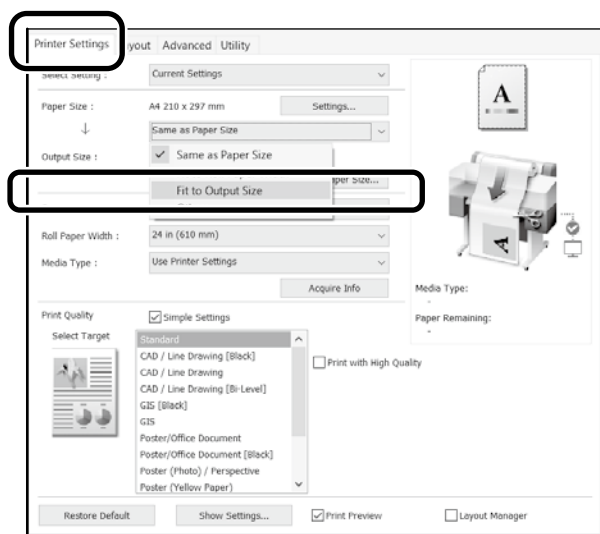 Printer Settings yout Advanced Utility
Select Setting : Current Settings
Paper Size : A4 210 x 297 mm Settings...
↓ Same as Paper Size
Output Size : ✓ Same as Paper Size
Fit to Output Size
Roll Paper Width : 24 in (610 mm)
Media Type : Use Printer Settings
Acquire Info
Media Type:
-
Paper Remaining:
-
Print Quality Simple Settings
Select Target
Standard
CAD / Line Drawing [Black]
CAD / Line Drawing
CAD / Line Drawing [Bi-Level]
GIS [Black]
GIS
Poster/Office Document
Poster/Office Document [Black]
Poster (Photo) / Perspective
Poster (Yellow Paper)
Print with High Quality
Restore Default Show Settings... Print Preview Layout Manager
A
A